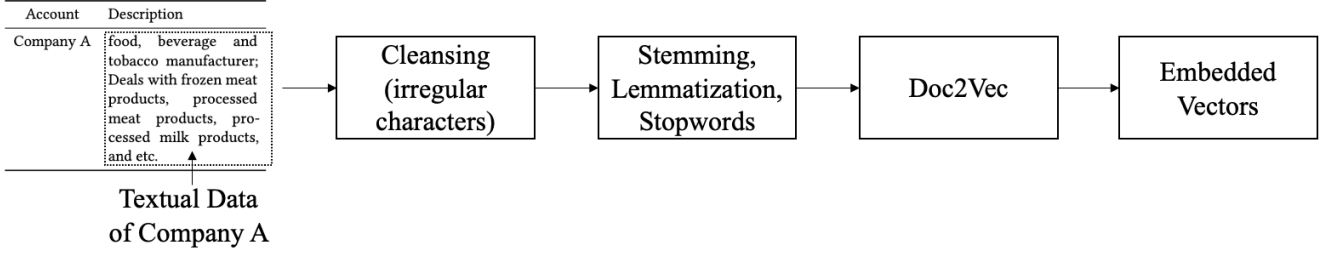 Account Description
Company A food, beverage and
tobacco manufacturer;
Deals with frozen meat
products, processed
meat products, pro-
cessed milk products,
and etc.
Textual Data
of Company A
Cleansing
(irregular
characters)
Stemming,
Lemmatization,
Stopwords
Doc2Vec
Embedded
Vectors